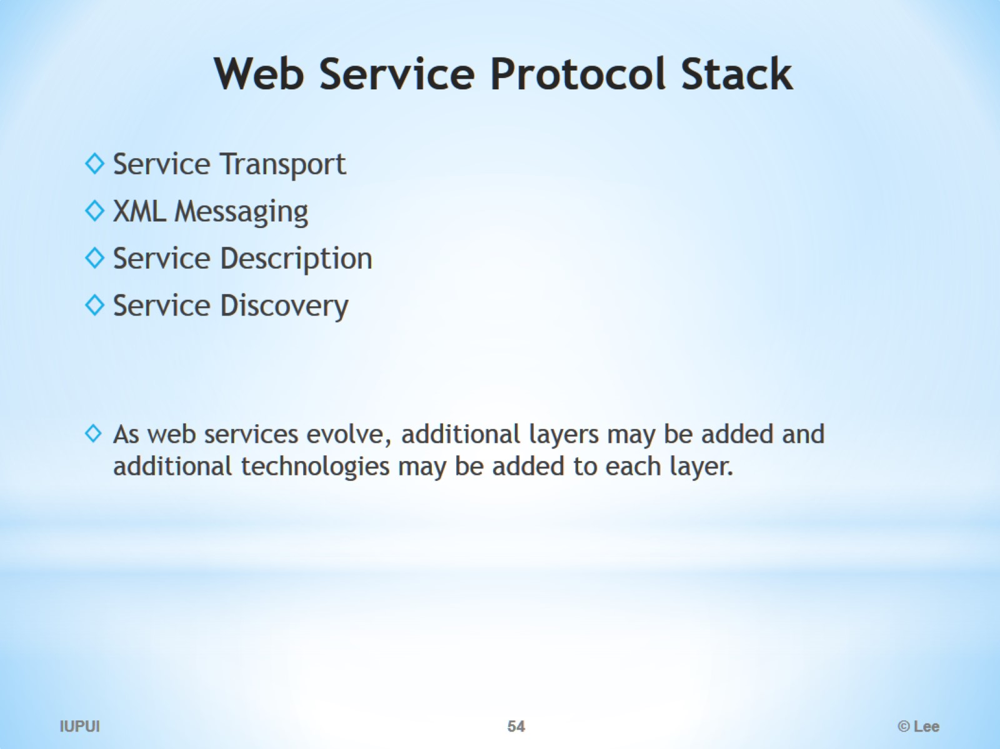 Web Service Protocol Stack
Service Transport
XML Messaging
Service Description
Service Discovery
As web services evolve, additional layers may be added and
additional technologies may be added to each layer.
IUPUI
54
© Lee